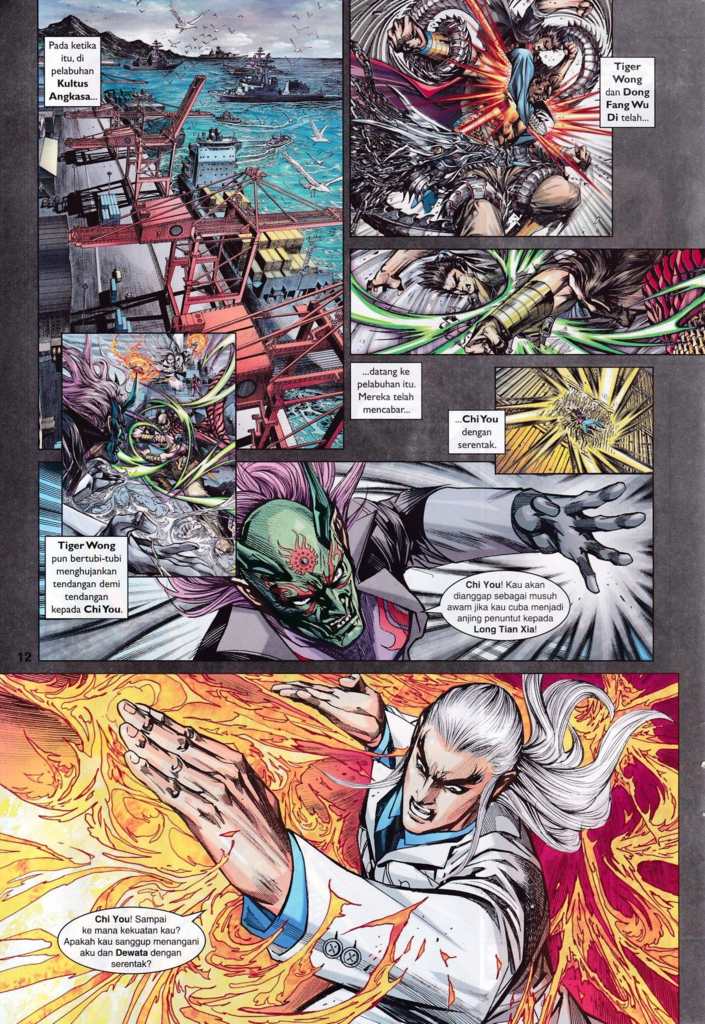 Pada ketika
itu, di
pelabuhan
Kultus
Angkasa...
Tiger
Wong
dan Dong
Fang Wu
Di telah...
...datang ke
pelabuhan itu.
Mereka telah
mencabar...
...Chi You
dengan
serentak.
Tiger Wong
pun bertubi-tubi
menghujankan
tendangan demi
tendangan
kepada Chi You.
Chi You! Kau akan
dianggap sebagai musuh
awam jika kau cuba menjadi
anjing penuntut kepada
Long Tian Xia!
12
Chi You! Sampai
ke mana kekuatan kau?
Apakah kau sanggup menangani
aku dan Dewata dengan
serentak?